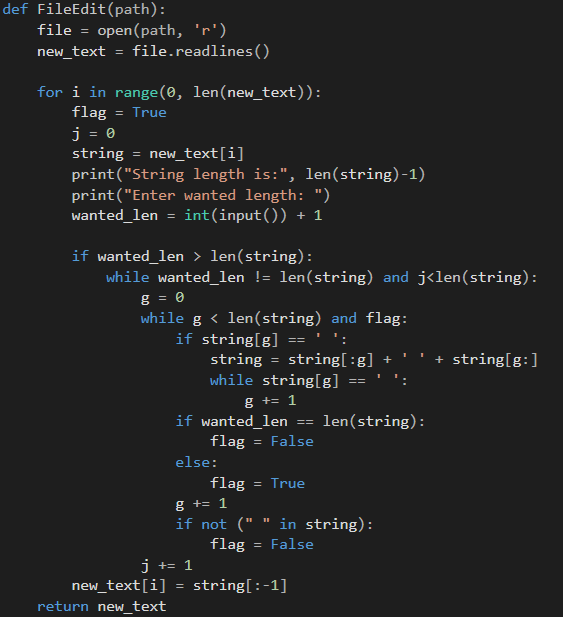 def FileEdit(path):
    file = open(path, 'r')
    new_text = file.readlines()

    for i in range(0, len(new_text)):
        flag = True
        j = 0
        string = new_text[i]
        print("String length is:", len(string)-1)
        print("Enter wanted length: ")
        wanted_len = int(input()) + 1

        if wanted_len > len(string):
            while wanted_len != len(string) and j<len(string):
                g = 0
                while g < len(string) and flag:
                    if string[g] == ' ':
                        string = string[:g] + ' ' + string[g:]
                        while string[g] == ' ':
                            g += 1
                    if wanted_len == len(string):
                        flag = False
                    else:
                        flag = True
                    g += 1
                    if not (" " in string):
                        flag = False
                j += 1
        new_text[i] = string[:-1]
    return new_text